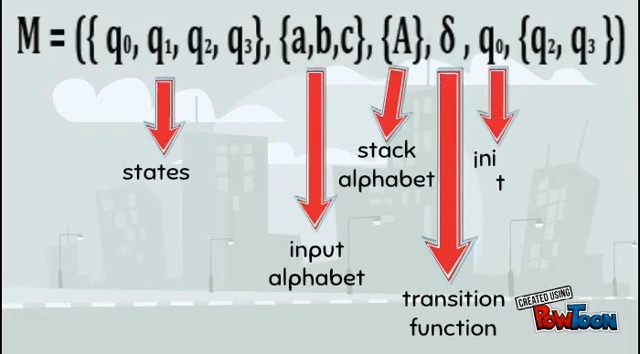 M = ({ q₀, q₁, q₂, q₃}, {a,b,c}, {A}, δ , q₀, {q₂, q₃ })
states
input
alphabet
stack
alphabet
transition
function
ini
t
CREATED USING
POWTOON